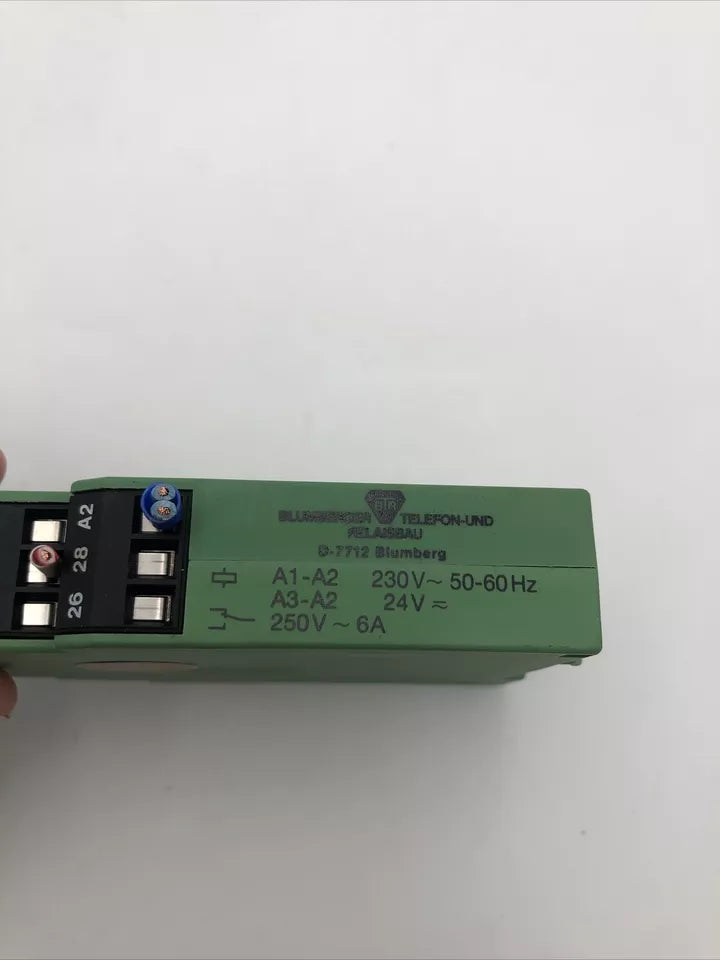 A2
28
26
BTR
BLUMBERGER TELEFON-UND
RELAISBAU
D-7712 Blumberg
A1-A2 230V~ 50-60Hz
A3-A2 24V≂
250V~6A